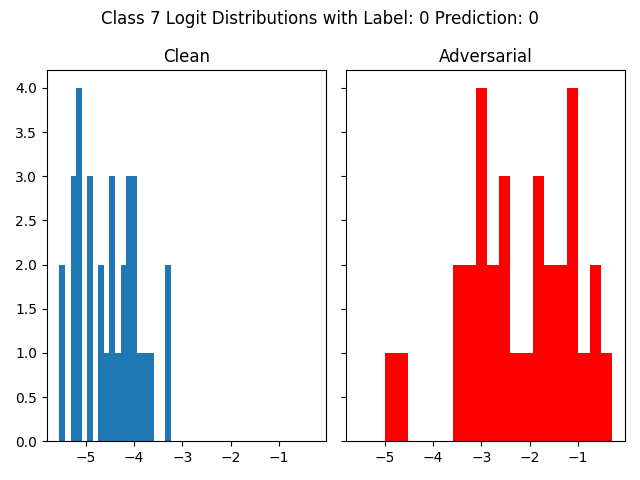 Class 7 Logit Distributions with Label: 0 Prediction: 0
Clean
Adversarial
4.0
3.5
3.0
2.5
2.0
1.5
1.0
0.5
0.0
−5 −4 −3 −2 −1
−5 −4 −3 −2 −1